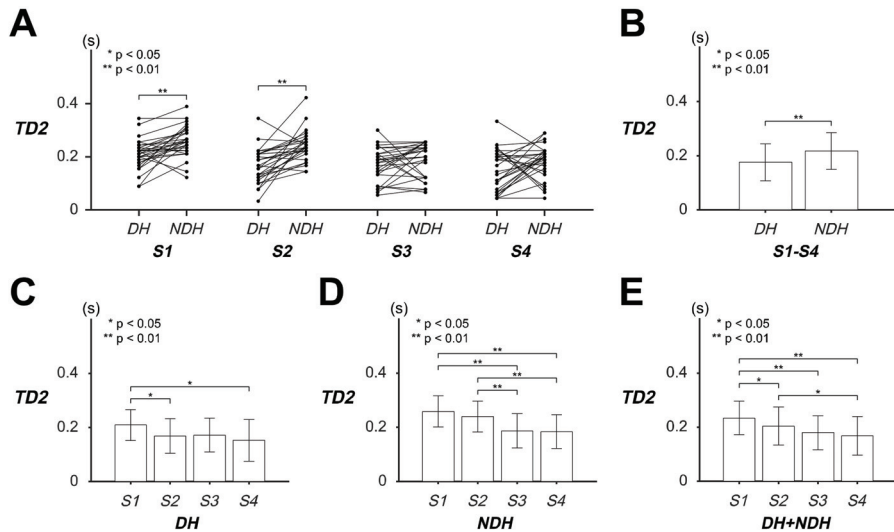 A
(s)
* p < 0.05
** p < 0.01
**
**
0.4
TD2
0.2
0
DH NDH DH NDH DH NDH DH NDH
S1 S2 S3 S4
B
(s)
* p < 0.05
** p < 0.01
**
0.4
TD2
0.2
0
DH NDH
S1-S4
C
(s)
* p < 0.05
** p < 0.01
*
*
0.4
TD2
0.2
0
S1 S2 S3 S4
DH
D
(s)
* p < 0.05
** p < 0.01
**
**
**
**
0.4
TD2
0.2
0
S1 S2 S3 S4
NDH
E
(s)
* p < 0.05
** p < 0.01
**
**
*
*
0.4
TD2
0.2
0
S1 S2 S3 S4
DH+NDH